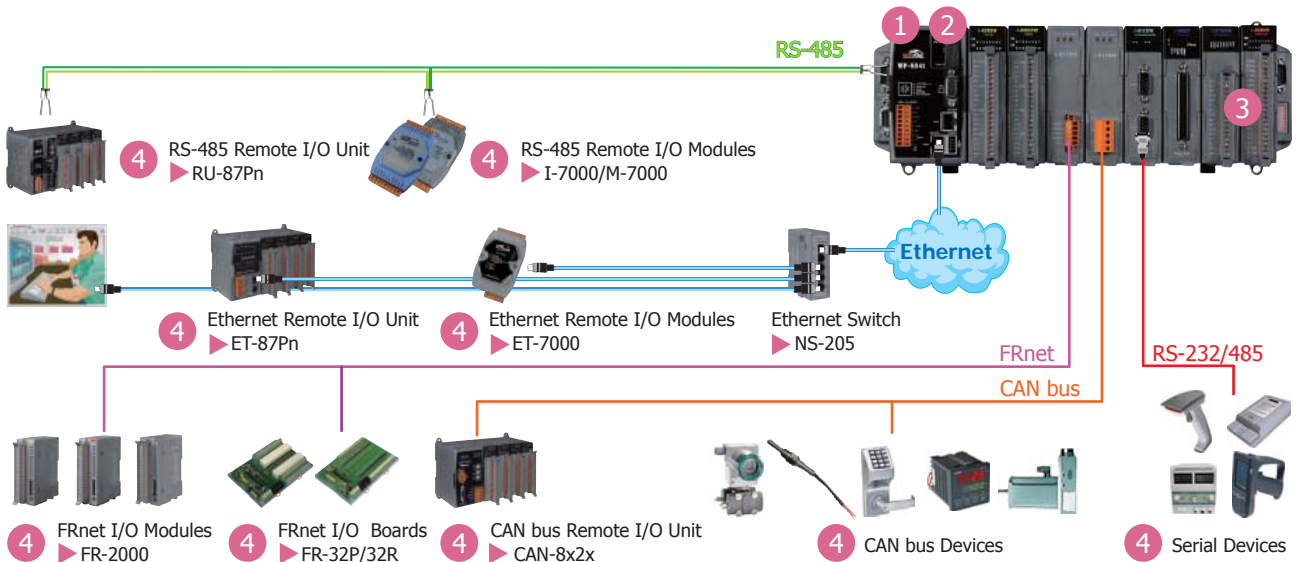 1
2
RS-485
WP-8841
3
4
RS-485 Remote I/O Unit
RU-87Pn
4
RS-485 Remote I/O Modules
I-7000/M-7000
Ethernet
4
Ethernet Remote I/O Unit
ET-87Pn
4
Ethernet Remote I/O Modules
ET-7000
Ethernet Switch
NS-205
FRnet
RS-232/485
CAN bus
4
FRnet I/O Modules
FR-2000
4
FRnet I/O Boards
FR-32P/32R
4
CAN bus Remote I/O Unit
CAN-8x2x
4
CAN bus Devices
4
Serial Devices